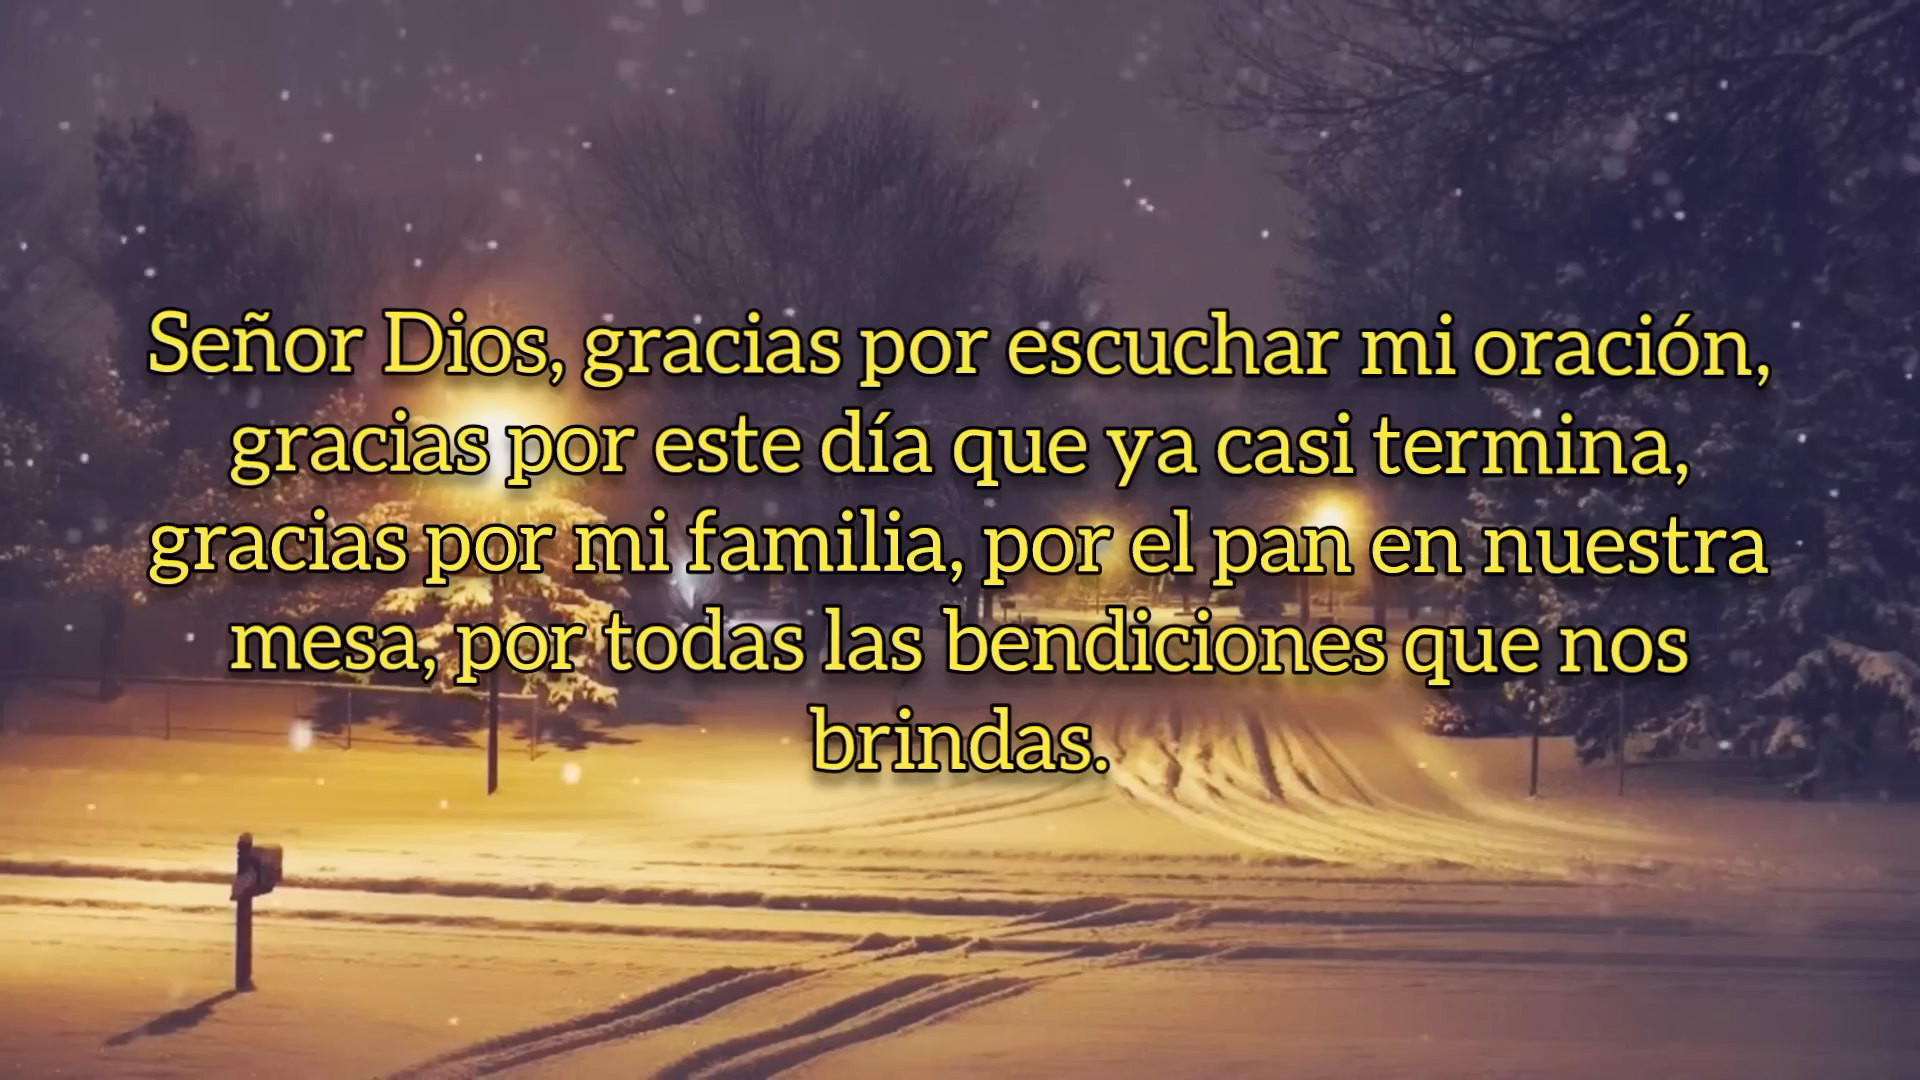 Señor Dios, gracias por escuchar mi oración,
gracias por este día que ya casi termina,
gracias por mi familia, por el pan en nuestra
mesa, por todas las bendiciones que nos
brindas.